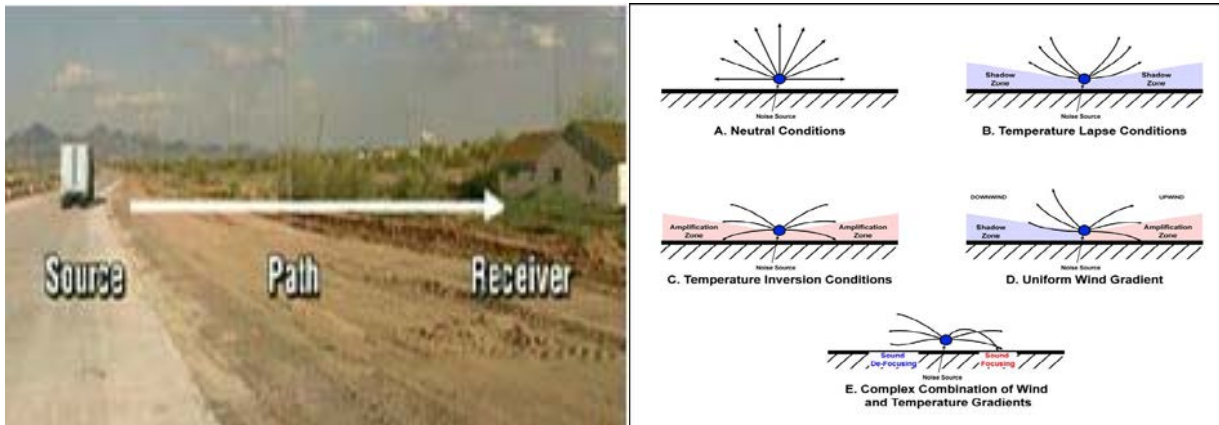 Source
Path
Receiver
Noise Source
A. Neutral Conditions
Shadow
Zone
Shadow
Zone
Noise Source
B. Temperature Lapse Conditions
Amplification
Zone
Amplification
Zone
Noise Source
C. Temperature Inversion Conditions
DOWNWIND
UPWIND
Shadow
Zone
Amplification
Zone
Noise Source
D. Uniform Wind Gradient
Sound
De-Focusing
Sound
Focusing
Noise Source
E. Complex Combination of Wind
and Temperature Gradients